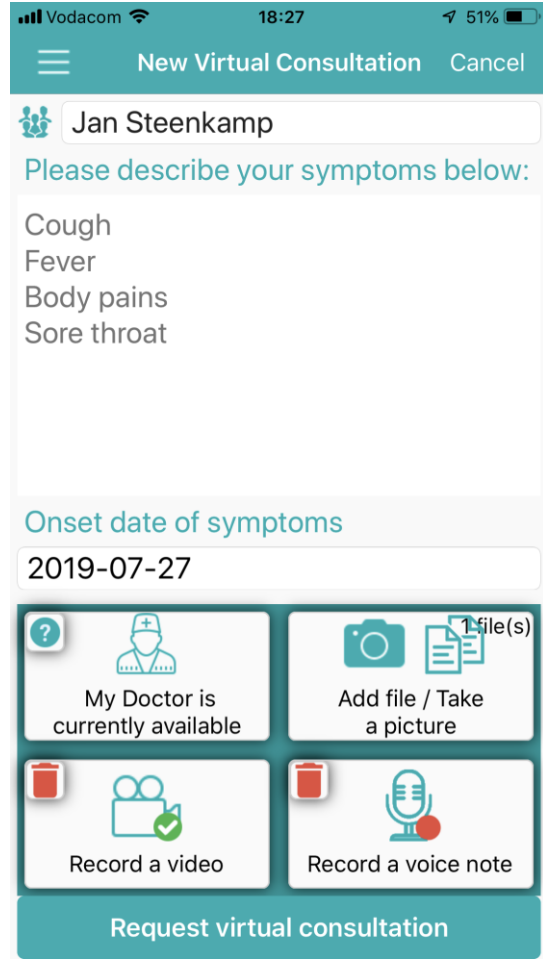 Vodacom 18:27 51%
New Virtual Consultation Cancel
Jan Steenkamp
Please describe your symptoms below:
Cough
Fever
Body pains
Sore throat
Onset date of symptoms
2019-07-27
?
My Doctor is
currently available
1 file(s)
Add file / Take
a picture
Record a video
Record a voice note
Request virtual consultation